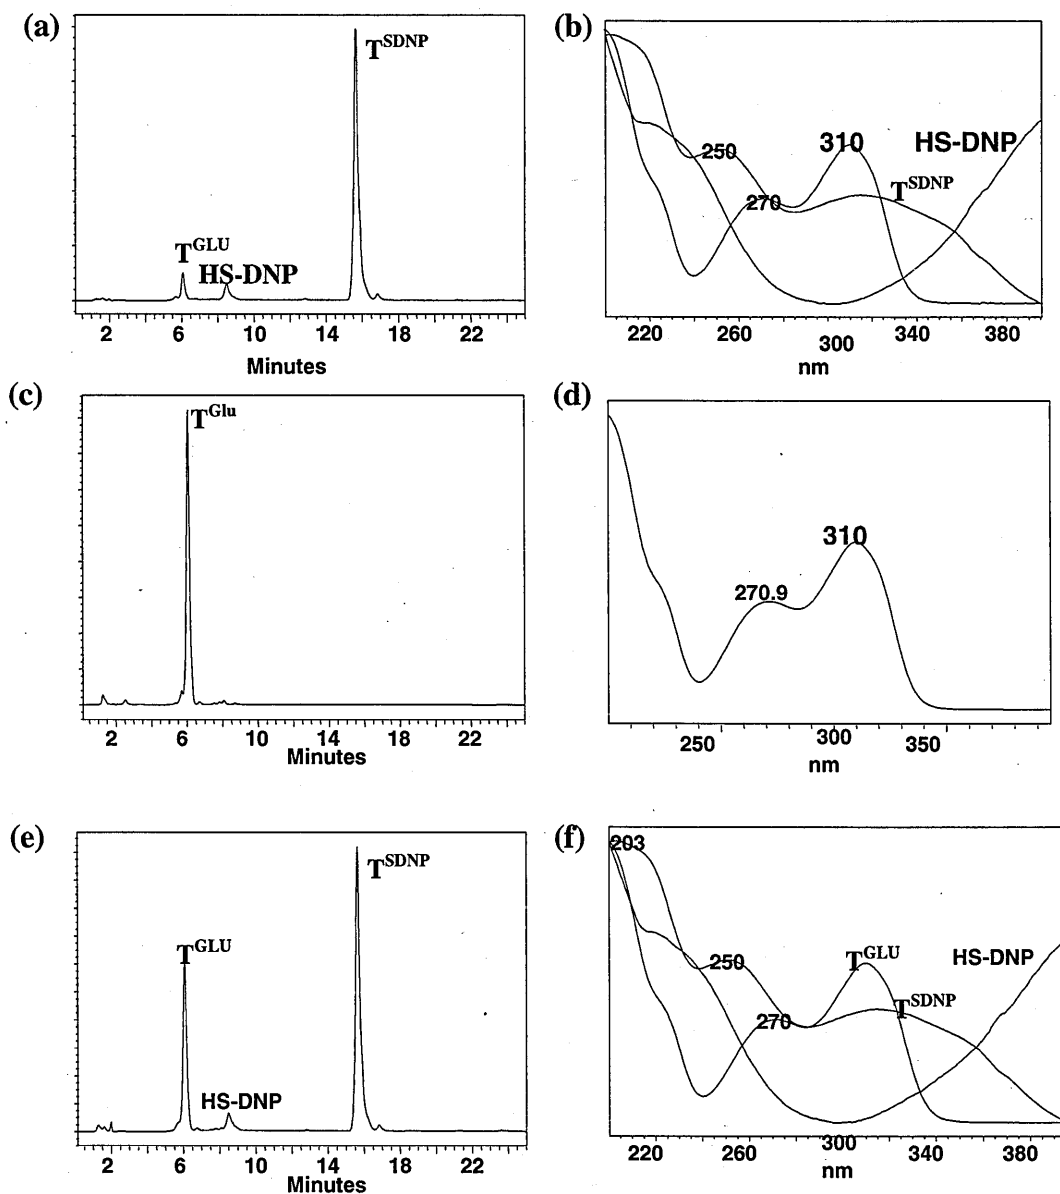 (a)
T^SDNP
T^GLU
HS-DNP
2 6 10 14 18 22
Minutes
(b)
250
310
HS-DNP
T^SDNP
270
220 260 300 340 380
nm
(c)
T^Glu
2 6 10 14 18 22
Minutes
(d)
310
270.9
250 300 350
nm
(e)
T^SDNP
T^GLU
HS-DNP
2 6 10 14 18 22
Minutes
(f)
203
250
T^GLU
HS-DNP
T^SDNP
270
220 260 300 340 380
nm